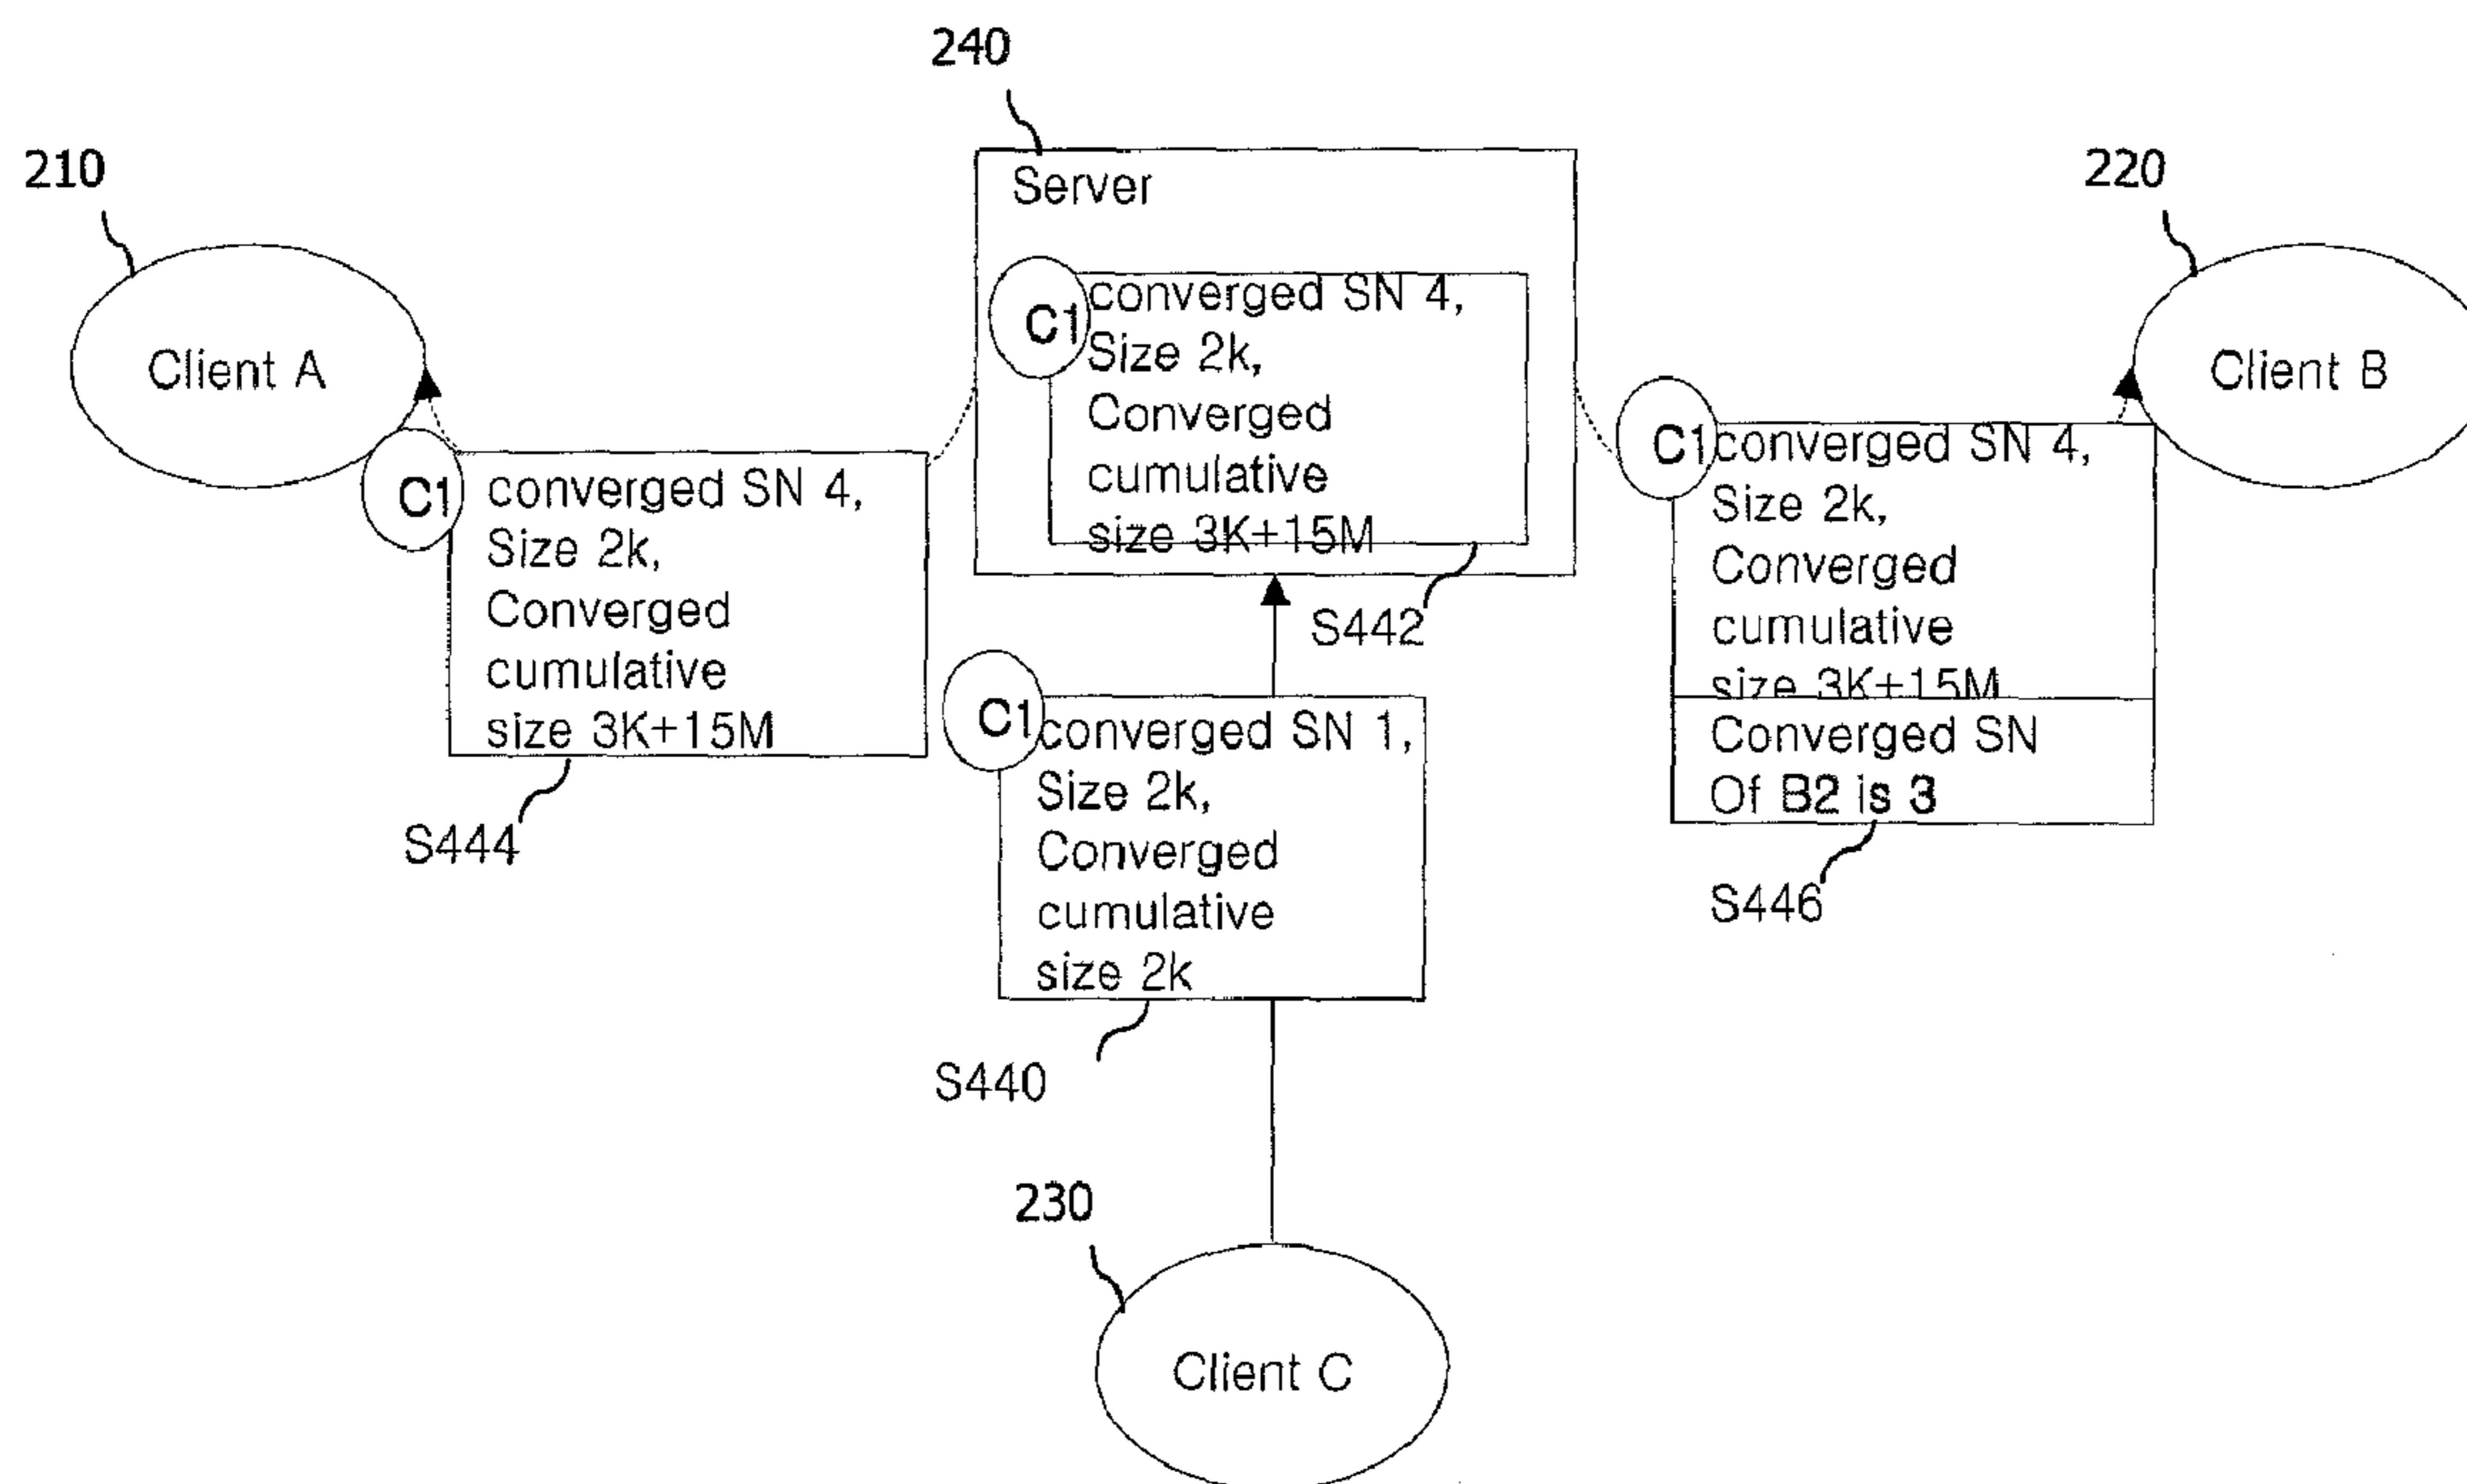 240
210
220
Server
Client A
C1
converged SN 4,
Size 2k,
Converged
cumulative
size 3K+15M
S442
Client B
C1
converged SN 4,
Size 2k,
Converged
cumulative
size 3K+15M
S444
C1
converged SN 4,
Size 2k,
Converged
cumulative
size 3K+15M
Converged SN
Of B2 is 3
S446
C1
converged SN 1,
Size 2k,
Converged
cumulative
size 2k
S440
230
Client C